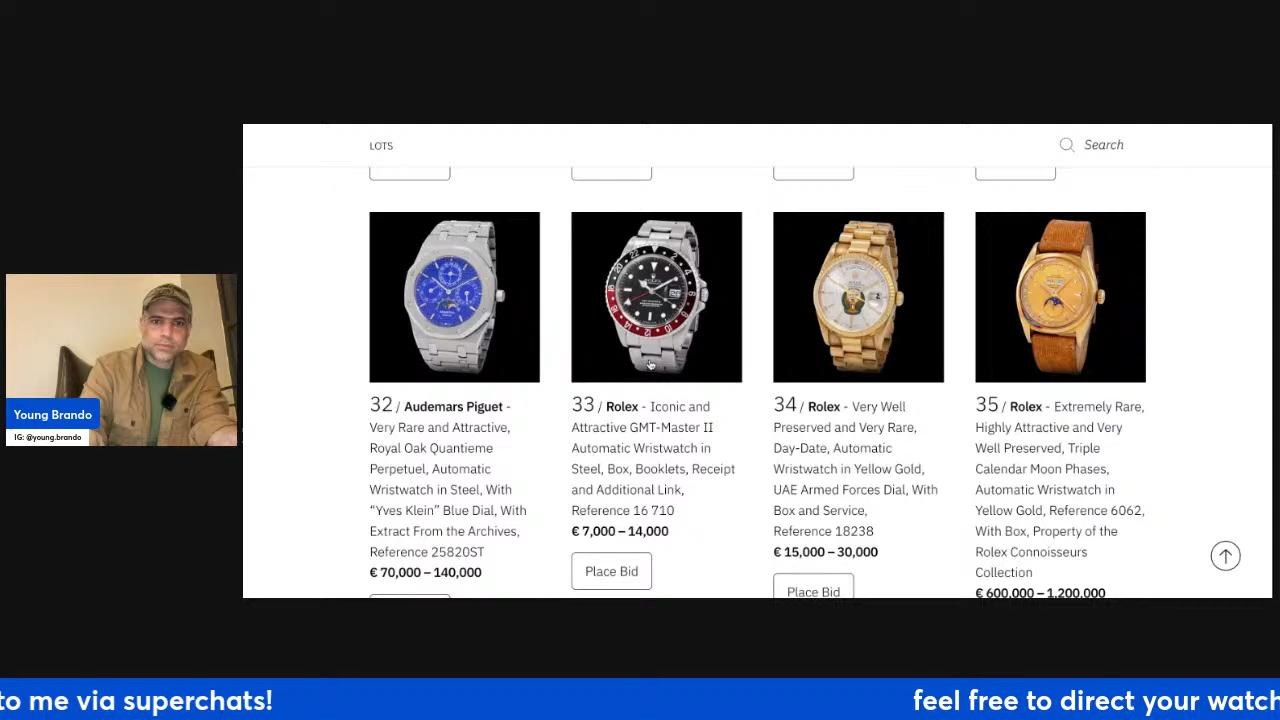 LOTS
Search
32 / Audemars Piguet -
Very Rare and Attractive,
Royal Oak Quantieme
Perpetuel, Automatic
Wristwatch in Steel, With
“Yves Klein” Blue Dial, With
Extract From the Archives,
Reference 25820ST
€ 70,000 – 140,000
33 / Rolex - Iconic and
Attractive GMT-Master II
Automatic Wristwatch in
Steel, Box, Booklets, Receipt
and Additional Link,
Reference 16 710
€ 7,000 – 14,000
Place Bid
34 / Rolex - Very Well
Preserved and Very Rare,
Day-Date, Automatic
Wristwatch in Yellow Gold,
UAE Armed Forces Dial, With
Box and Service,
Reference 18238
€ 15,000 – 30,000
Place Bid
35 / Rolex - Extremely Rare,
Highly Attractive and Very
Well Preserved, Triple
Calendar Moon Phases,
Automatic Wristwatch in
Yellow Gold, Reference 6062,
With Box, Property of the
Rolex Connoisseurs
Collection
€ 600,000 – 1,200,000
Young Brando
IG: @young.brando
to me via superchats!
feel free to direct your watch